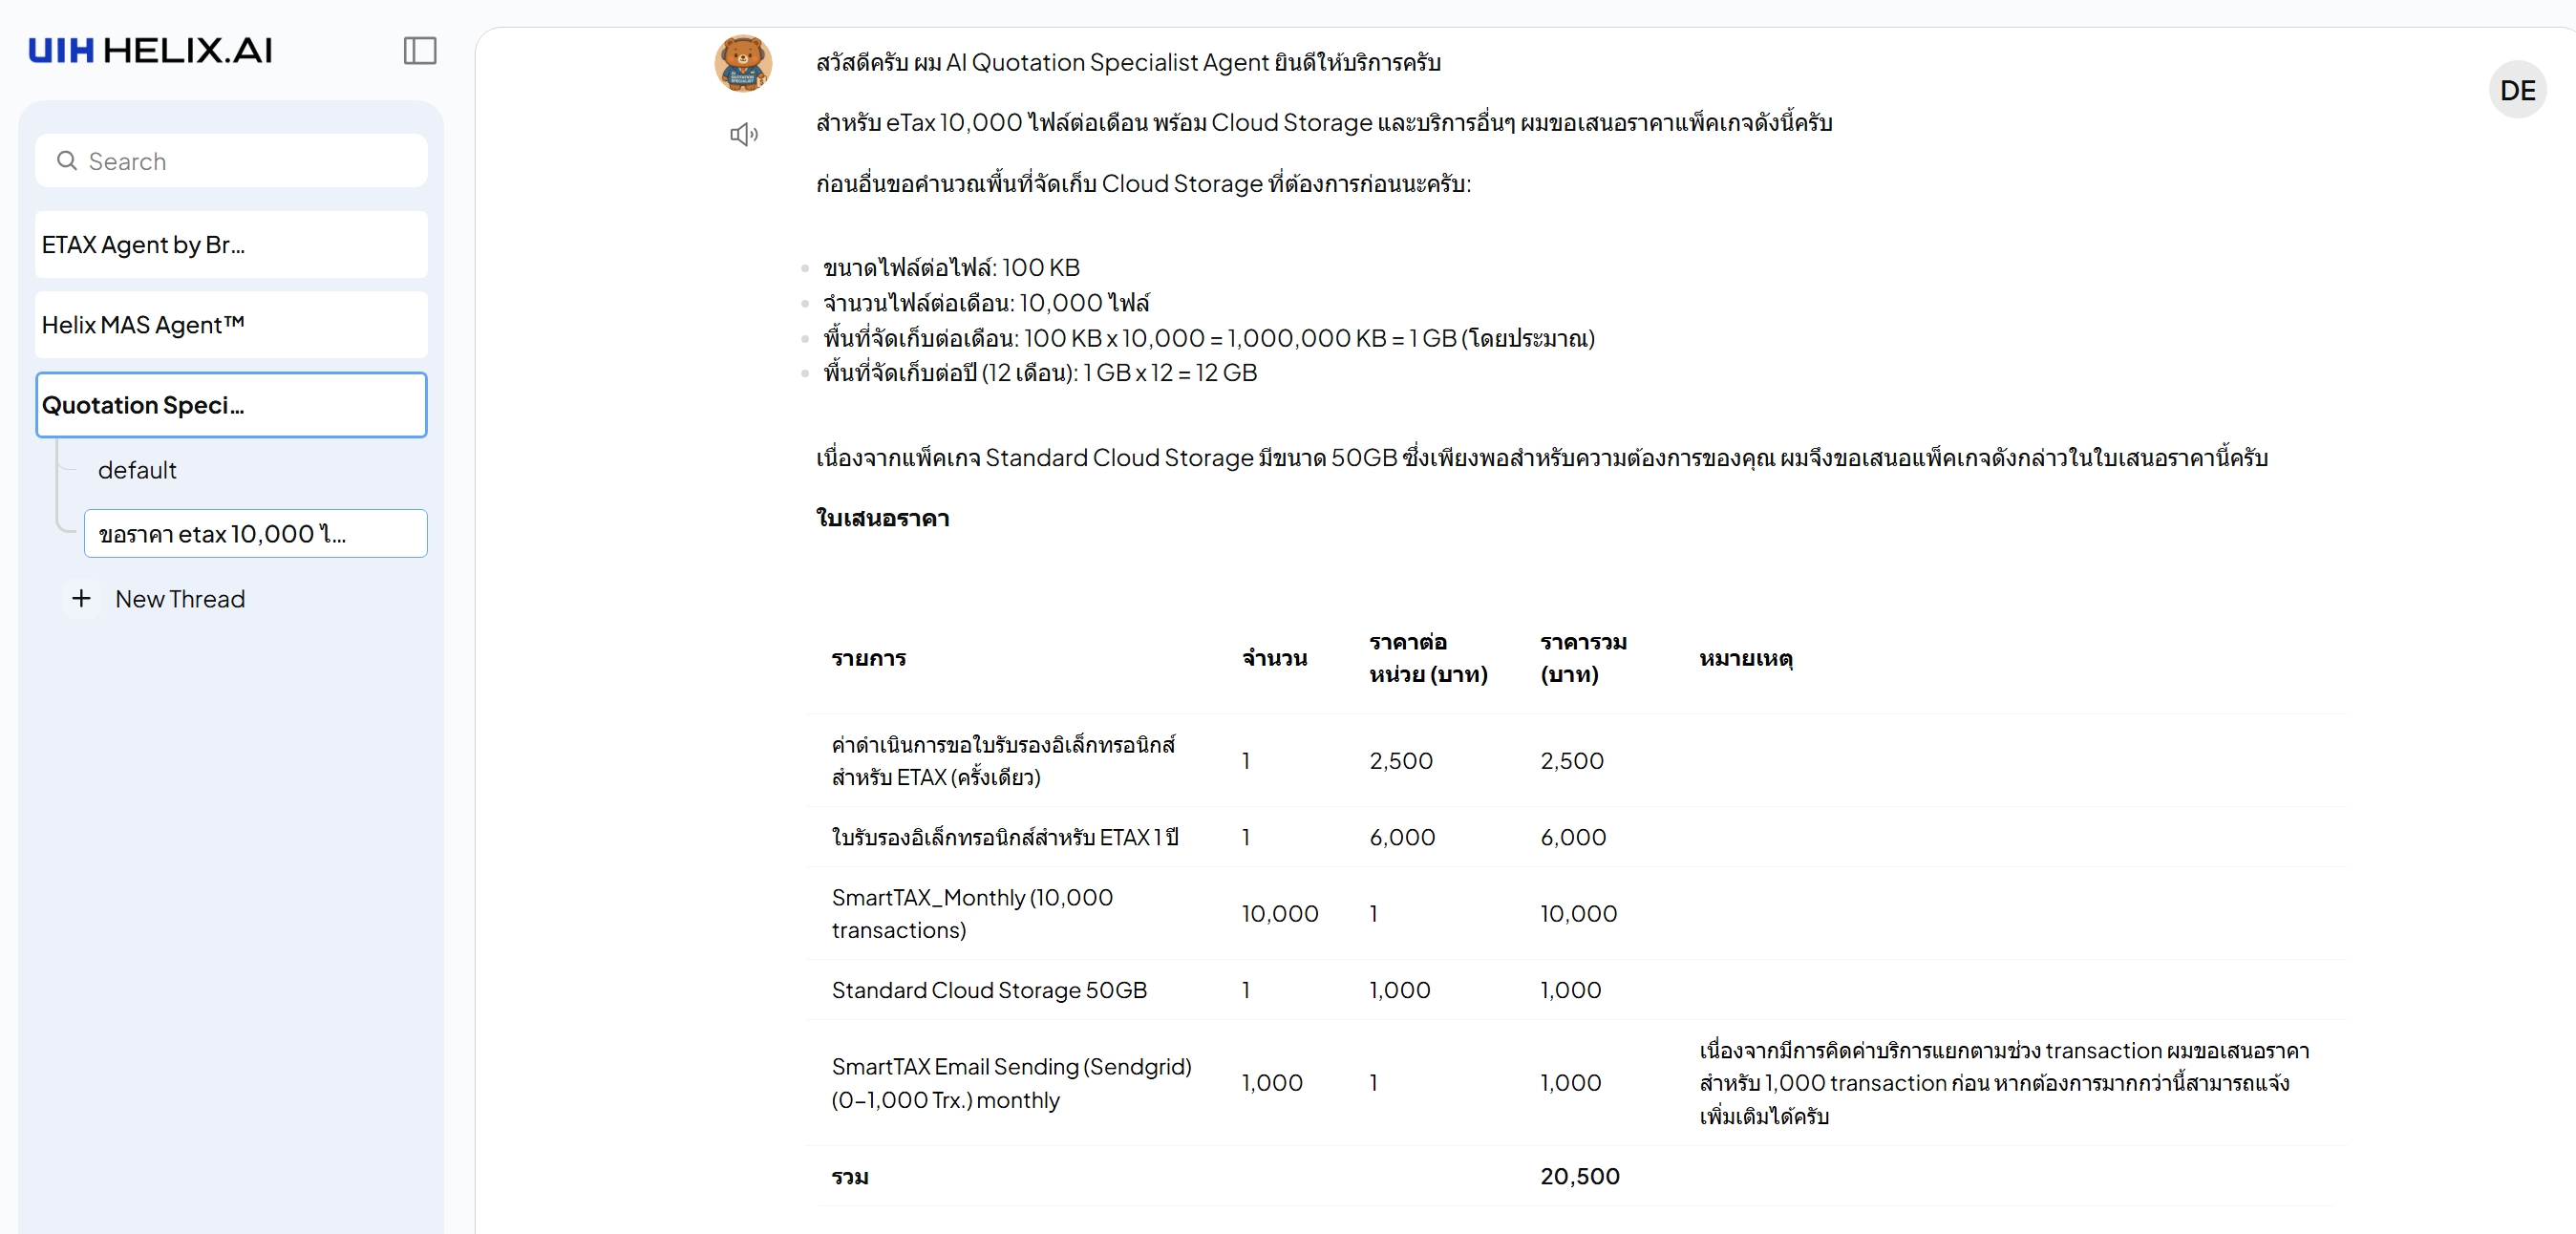 UIH HELIX.AI
Search
ETAX Agent by Br...
Helix MAS Agent™
Quotation Speci...
default
ขอราคา etax 10,000 ไ...
+ New Thread
DE
สวัสดีครับ ผม AI Quotation Specialist Agent ยินดีให้บริการครับ
สำหรับ eTax 10,000 ไฟล์ต่อเดือน พร้อม Cloud Storage และบริการอื่นๆ ผมขอเสนอราคาแพ็คเกจดังนี้ครับ
ก่อนอื่นขอคำนวณพื้นที่จัดเก็บ Cloud Storage ที่ต้องการก่อนนะครับ:
ขนาดไฟล์ต่อไฟล์: 100 KB
จำนวนไฟล์ต่อเดือน: 10,000 ไฟล์
พื้นที่จัดเก็บต่อเดือน: 100 KB x 10,000 = 1,000,000 KB = 1 GB (โดยประมาณ)
พื้นที่จัดเก็บต่อปี (12 เดือน): 1 GB x 12 = 12 GB
เนื่องจากแพ็คเกจ Standard Cloud Storage มีขนาด 50GB ซึ่งเพียงพอสำหรับความต้องการของคุณ ผมจึงขอเสนอแพ็คเกจดังกล่าวในใบเสนอราคานี้ครับ
ใบเสนอราคา
รายการ จำนวน ราคาต่อหน่วย (บาท) ราคารวม (บาท) หมายเหตุ
ค่าดำเนินการขอใบรับรองอิเล็กทรอนิกส์
สำหรับ ETAX (ครั้งเดียว) 1 2,500 2,500
ใบรับรองอิเล็กทรอนิกส์สำหรับ ETAX 1 ปี 1 6,000 6,000
SmartTAX_Monthly (10,000
transactions) 10,000 1 10,000
Standard Cloud Storage 50GB 1 1,000 1,000
SmartTAX Email Sending (Sendgrid)
(0-1,000 Trx.) monthly 1,000 1 1,000
เนื่องจากมีการคิดค่าบริการแยกตามช่วง transaction ผมขอเสนอราคา
สำหรับ 1,000 transaction ก่อน หากต้องการมากกว่านี้สามารถแจ้ง
เพิ่มเติมได้ครับ
รวม 20,500